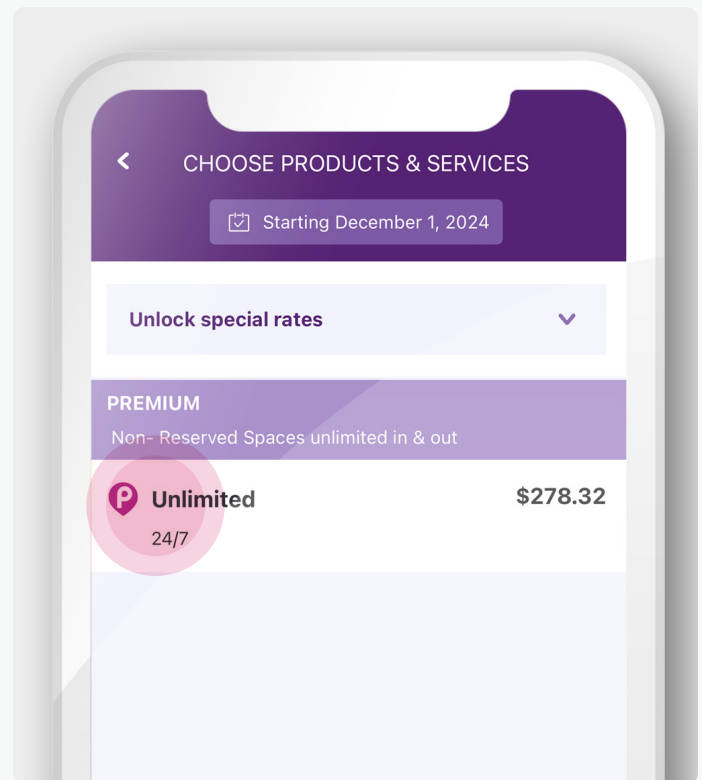 CHOOSE PRODUCTS & SERVICES
Starting December 1, 2024
Unlock special rates
PREMIUM
Non- Reserved Spaces unlimited in & out
P Unlimited $278.32
24/7